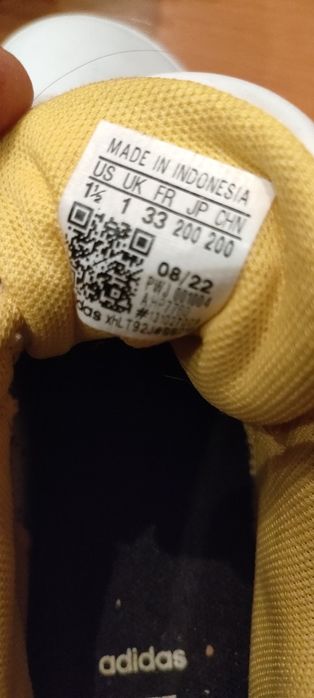 MADE IN INDONESIA
US UK FR JP CHN
1½ 1 33 200 200
08/22
adidas